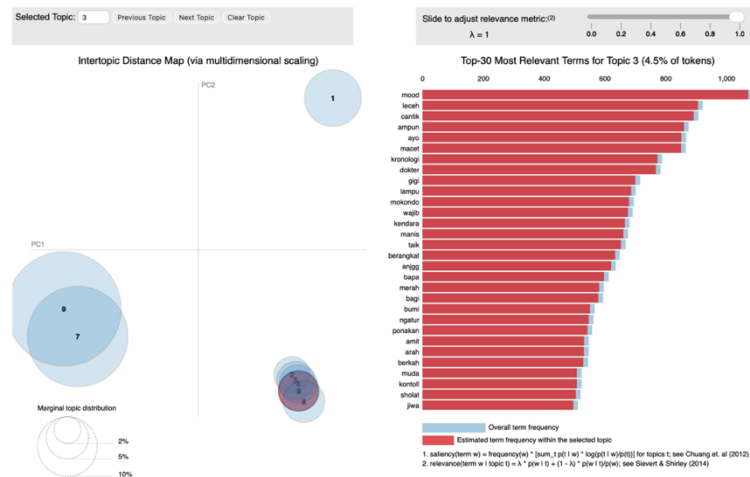 Selected Topic: 3 Previous Topic Next Topic Clear Topic
Slide to adjust relevance metric:(2)
λ = 1
0.0 0.2 0.4 0.6 0.8 1.0
Intertopic Distance Map (via multidimensional scaling)
PC2
PC1
1
9
7
8
Marginal topic distribution
2%
5%
10%
Top-30 Most Relevant Terms for Topic 3 (4.5% of tokens)
0 200 400 600 800 1,000
mood
leceh
cantik
ampun
ayo
macet
kronologi
dokter
gigi
lampu
mokondo
wajib
kendara
manis
taik
berangkat
anjgg
bapa
merah
bagi
bumi
ngatur
ponakan
amit
arah
berkah
muda
kontoll
sholat
jiwa
Overall term frequency
Estimated term frequency within the selected topic
1. saliency(term w) = frequency(w) * [sum_t p(t | w) * log(p(t | w)/p(t))] for topics t; see Chuang et. al (2012)
2. relevance(term w | topic t) = λ * p(w | t) + (1 - λ) * p(w | t)/p(w); see Sievert & Shirley (2014)